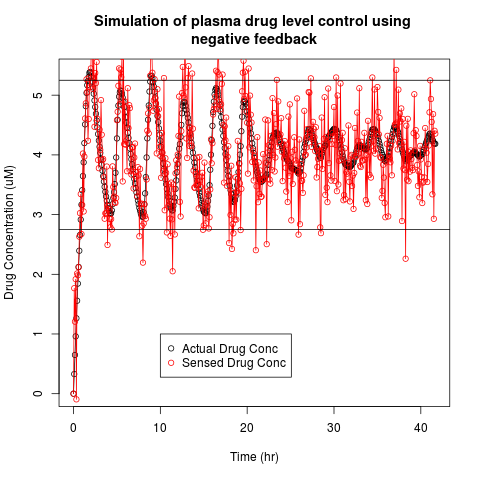 Simulation of plasma drug level control using
negative feedback
Drug Concentration (uM)
5
4
3
2
1
0
Actual Drug Conc
Sensed Drug Conc
0 10 20 30 40
Time (hr)